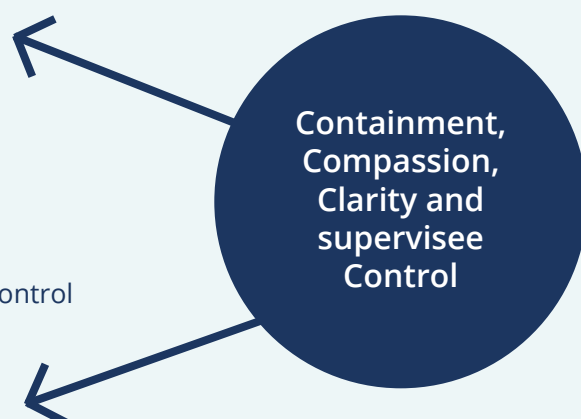 Containment,
Compassion,
Clarity and
supervisee
Control
ontrol